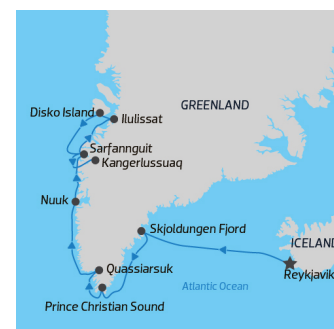 Disko Island
Ilulissat
GREENLAND
Sarfannguit
Kangerlussuaq
Nuuk
Skjoldungen Fjord
ICELAND
Quassiarsuk
Reykjavik
Atlantic Ocean
Prince Christian Sound